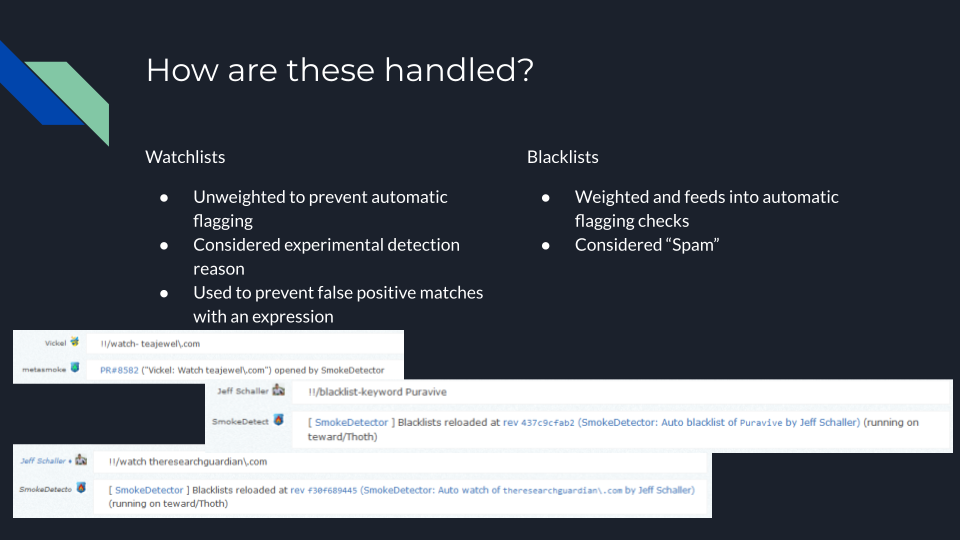 How are these handled?
Watchlists
● Unweighted to prevent automatic
flagging
● Considered experimental detection
reason
● Used to prevent false positive matches
with an expression
Blacklists
● Weighted and feeds into automatic
flagging checks
● Considered “Spam”
Vickel !!/watch- teajewel\.com
metasmoke PR#8582 ("Vickel: Watch teajewel\.com") opened by SmokeDetector
Jeff Schaller !!/blacklist-keyword Puravive
SmokeDetect [ SmokeDetector ] Blacklists reloaded at rev 437c9cfab2 (SmokeDetector: Auto blacklist of Puravive by Jeff Schaller) (running on
teward/Thoth)
Jeff Schaller ♦ !!/watch theresearchguardian\.com
SmokeDetecto [ SmokeDetector ] Blacklists reloaded at rev f30f689445 (SmokeDetector: Auto watch of theresearchguardian\.com by Jeff Schaller)
(running on teward/Thoth)